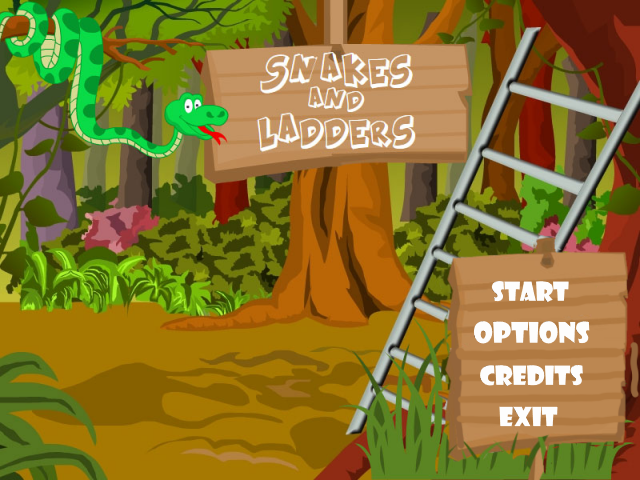 SNAKES
AND
LADDERS
START
OPTIONS
CREDITS
EXIT